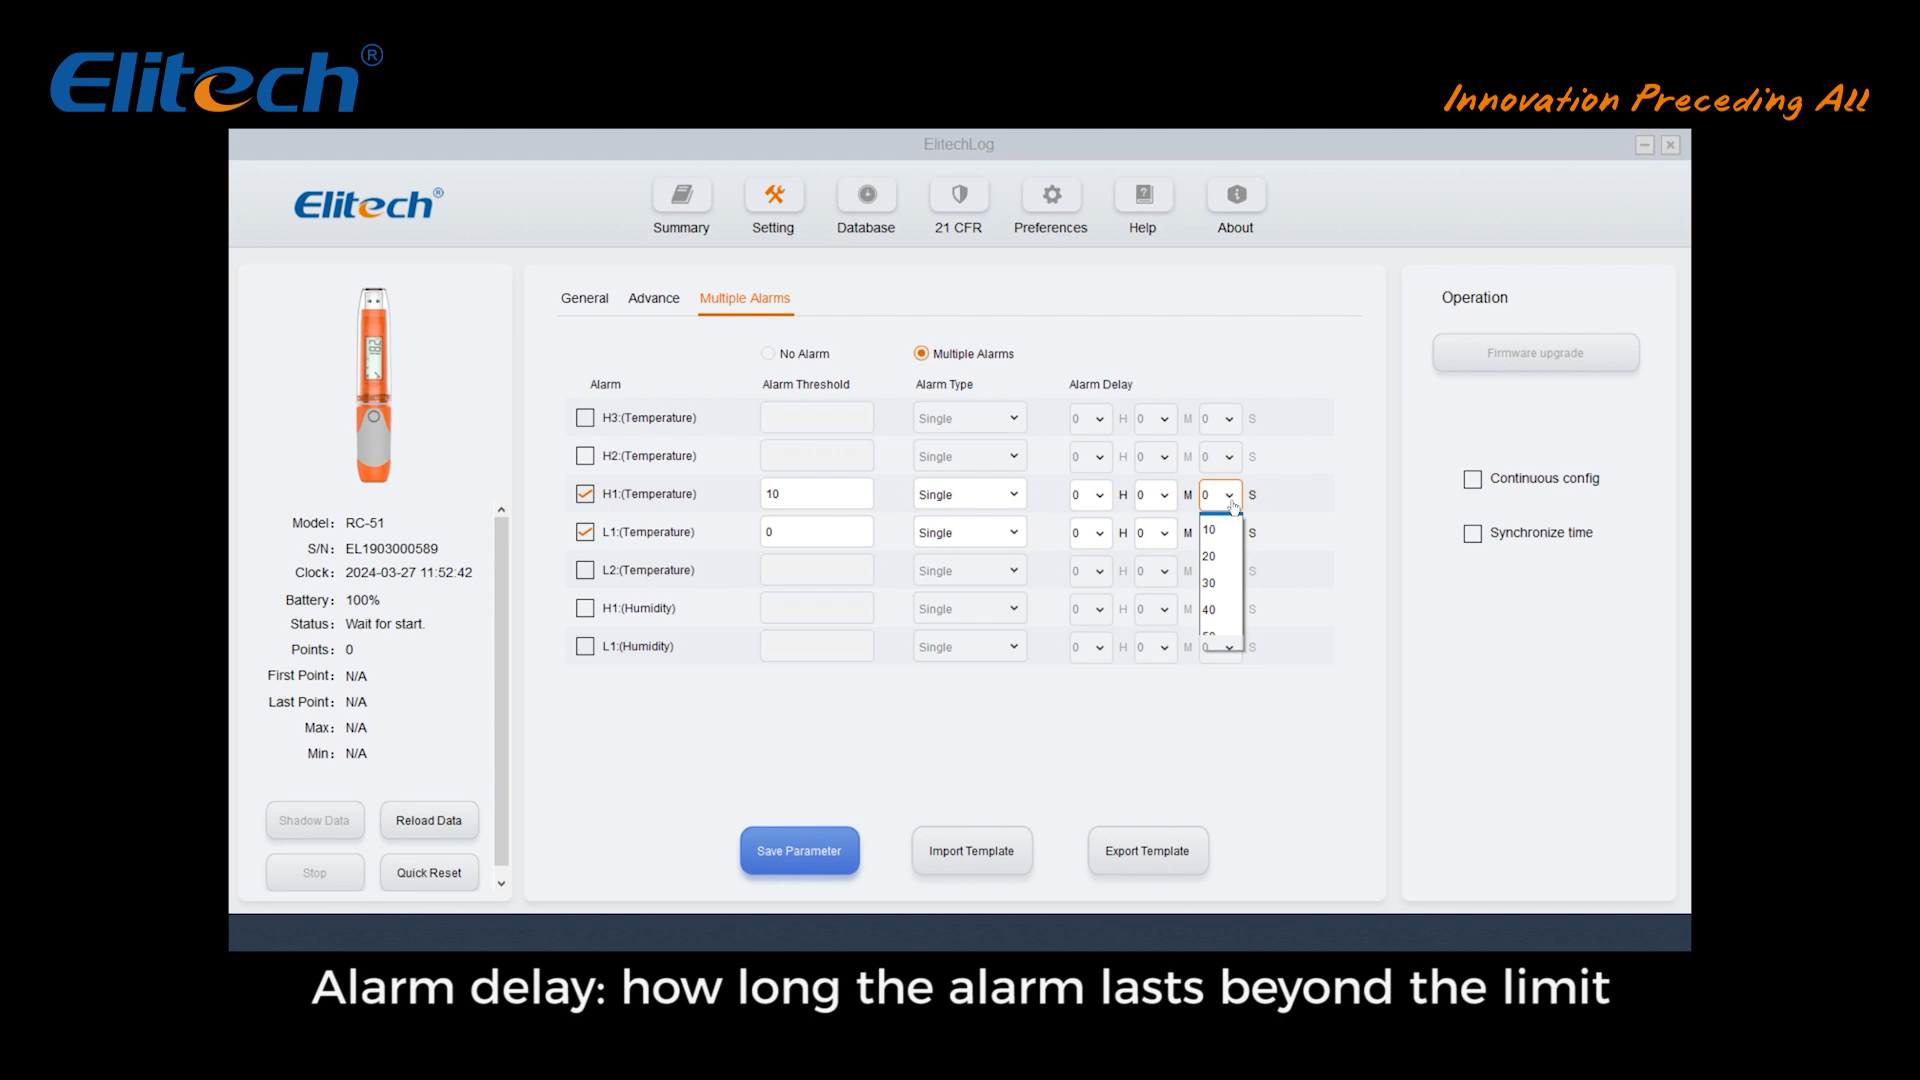 Elitech®
Innovation Preceding All
ElitechLog
Elitech®
Summary
Setting
Database
21 CFR
Preferences
Help
About
Model: RC-51
S/N: EL1903000589
Clock: 2024-03-27 11:52:42
Battery: 100%
Status: Wait for start.
Points: 0
First Point: N/A
Last Point: N/A
Max: N/A
Min: N/A
Shadow Data
Reload Data
Stop
Quick Reset
General
Advance
Multiple Alarms
No Alarm
Multiple Alarms
Alarm
Alarm Threshold
Alarm Type
Alarm Delay
H3:(Temperature) Single 0 H 0 M 0 S
H2:(Temperature) Single 0 H 0 M 0 S
H1:(Temperature) 10 Single 0 H 0 M 0 S
L1:(Temperature) 0 Single 0 H 0 M S
L2:(Temperature) Single 0 H 0 M S
H1:(Humidity) Single 0 H 0 M S
L1:(Humidity) Single 0 H 0 M 0 S
10
20
30
40
50
Save Parameter
Import Template
Export Template
Operation
Firmware upgrade
Continuous config
Synchronize time
Alarm delay: how long the alarm lasts beyond the limit